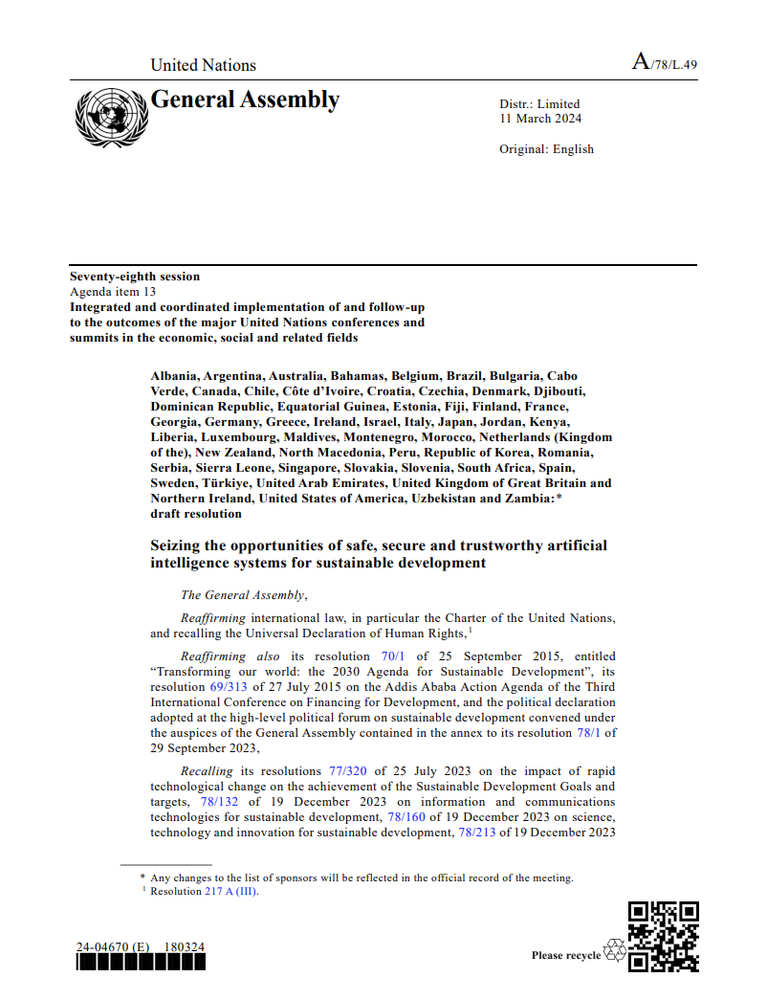 United Nations
A/78/L.49
General Assembly
Distr.: Limited
11 March 2024
Original: English
Seventy-eighth session
Agenda item 13
Integrated and coordinated implementation of and follow-up
to the outcomes of the major United Nations conferences and
summits in the economic, social and related fields
Albania, Argentina, Australia, Bahamas, Belgium, Brazil, Bulgaria, Cabo
Verde, Canada, Chile, Côte d’Ivoire, Croatia, Czechia, Denmark, Djibouti,
Dominican Republic, Equatorial Guinea, Estonia, Fiji, Finland, France,
Georgia, Germany, Greece, Ireland, Israel, Italy, Japan, Jordan, Kenya,
Liberia, Luxembourg, Maldives, Montenegro, Morocco, Netherlands (Kingdom
of the), New Zealand, North Macedonia, Peru, Republic of Korea, Romania,
Serbia, Sierra Leone, Singapore, Slovakia, Slovenia, South Africa, Spain,
Sweden, Türkiye, United Arab Emirates, United Kingdom of Great Britain and
Northern Ireland, United States of America, Uzbekistan and Zambia:*
draft resolution
Seizing the opportunities of safe, secure and trustworthy artificial
intelligence systems for sustainable development
The General Assembly,
Reaffirming international law, in particular the Charter of the United Nations,
and recalling the Universal Declaration of Human Rights,1
Reaffirming also its resolution 70/1 of 25 September 2015, entitled
“Transforming our world: the 2030 Agenda for Sustainable Development”, its
resolution 69/313 of 27 July 2015 on the Addis Ababa Action Agenda of the Third
International Conference on Financing for Development, and the political declaration
adopted at the high-level political forum on sustainable development convened under
the auspices of the General Assembly contained in the annex to its resolution 78/1 of
29 September 2023,
Recalling its resolutions 77/320 of 25 July 2023 on the impact of rapid
technological change on the achievement of the Sustainable Development Goals and
targets, 78/132 of 19 December 2023 on information and communications
technologies for sustainable development, 78/160 of 19 December 2023 on science,
technology and innovation for sustainable development, 78/213 of 19 December 2023
* Any changes to the list of sponsors will be reflected in the official record of the meeting.
1 Resolution 217 A (III).
24-04670 (E) 180324
Please recycle